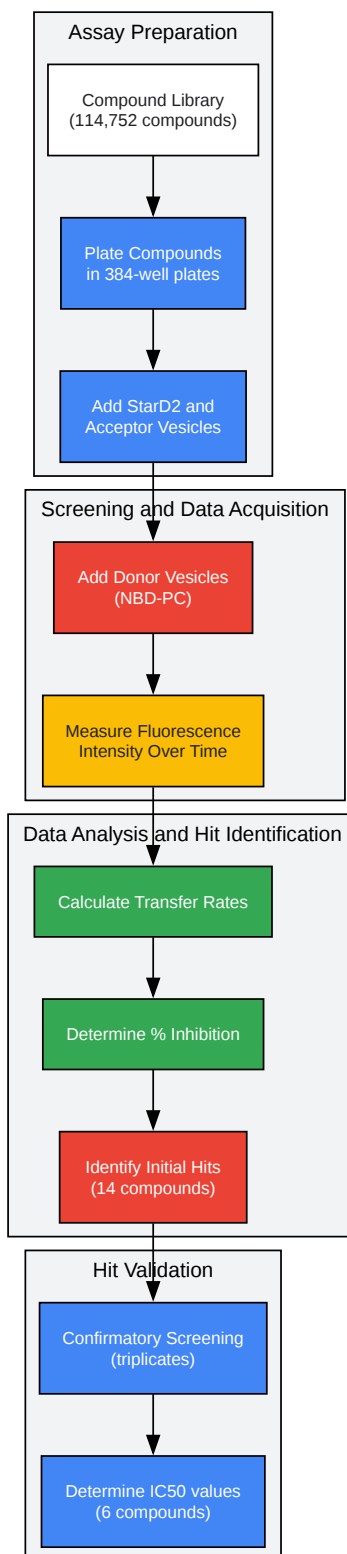 Assay Preparation
Compound Library
(114,752 compounds)
Plate Compounds
in 384-well plates
Add StarD2 and
Acceptor Vesicles
Screening and Data Acquisition
Add Donor Vesicles
(NBD-PC)
Measure Fluorescence
Intensity Over Time
Data Analysis and Hit Identification
Calculate Transfer Rates
Determine % Inhibition
Identify Initial Hits
(14 compounds)
Hit Validation
Confirmatory Screening
(triplicates)
Determine IC50 values
(6 compounds)